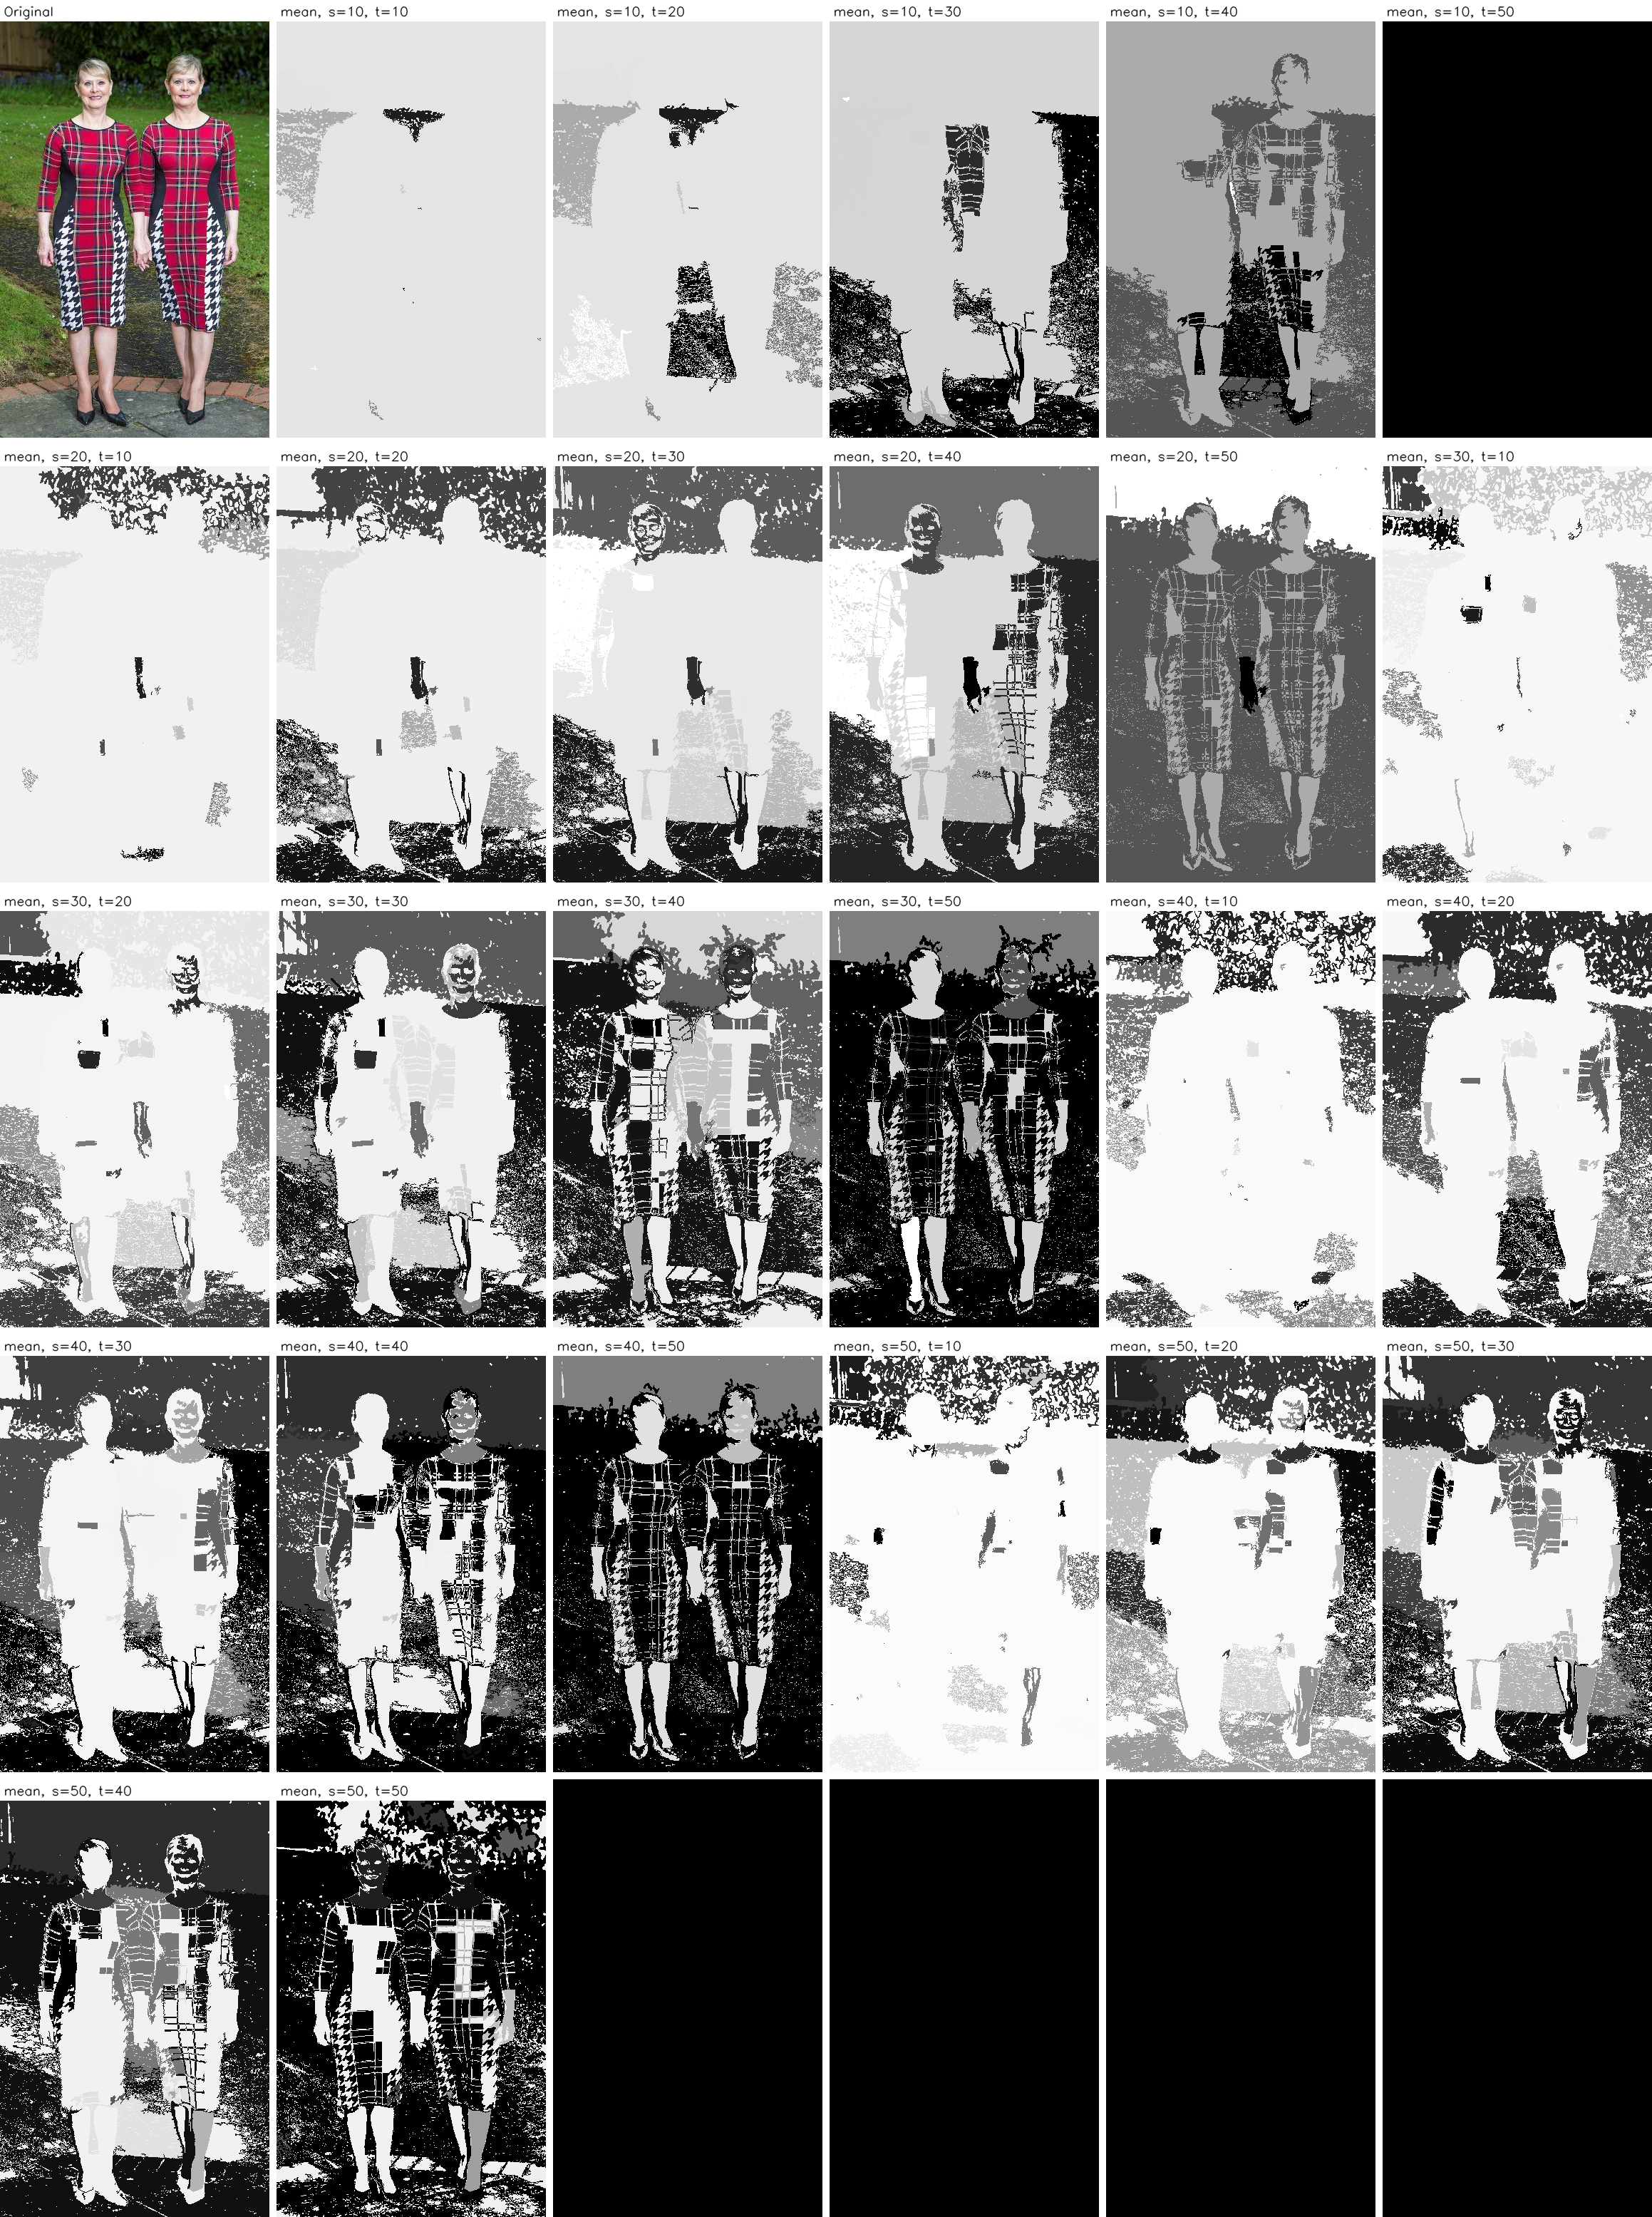 Original
mean, s=10, t=10
mean, s=10, t=20
mean, s=10, t=30
mean, s=10, t=40
mean, s=10, t=50
mean, s=20, t=10
mean, s=20, t=20
mean, s=20, t=30
mean, s=20, t=40
mean, s=20, t=50
mean, s=30, t=10
mean, s=30, t=20
mean, s=30, t=30
mean, s=30, t=40
mean, s=30, t=50
mean, s=40, t=10
mean, s=40, t=20
mean, s=40, t=30
mean, s=40, t=40
mean, s=40, t=50
mean, s=50, t=10
mean, s=50, t=20
mean, s=50, t=30
mean, s=50, t=40
mean, s=50, t=50